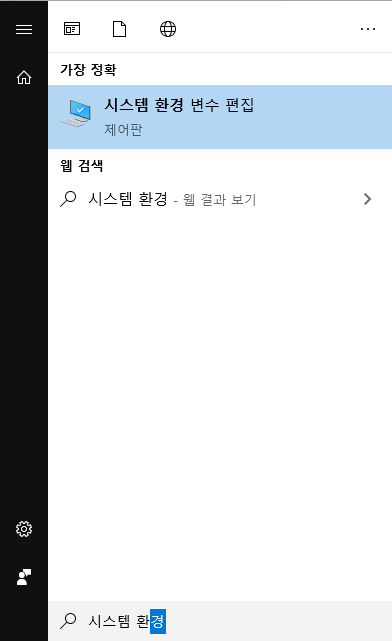 가장 정확
시스템 환경 변수 편집
제어판
웹 검색
시스템 환경 - 웹 결과 보기
시스템 환경